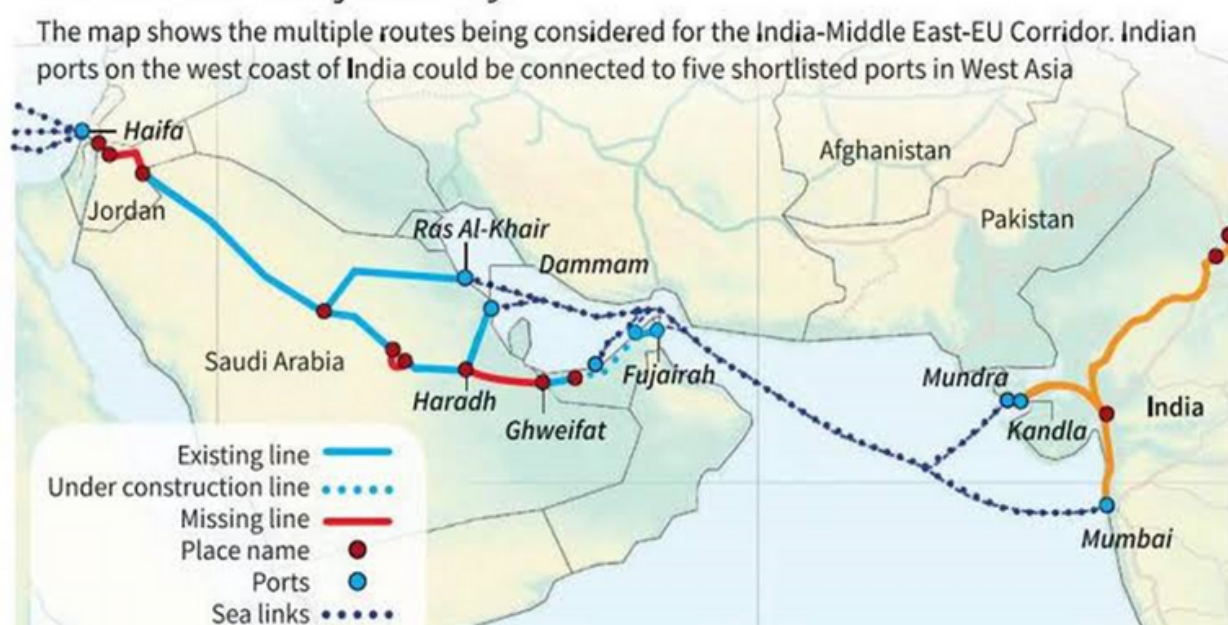 The map shows the multiple routes being considered for the India-Middle East-EU Corridor. Indian
ports on the west coast of India could be connected to five shortlisted ports in West Asia
Haifa
Afghanistan
Jordan
Pakistan
Ras Al-Khair
Dammam
Saudi Arabia
Fujairah
Mundra
Haradh
India
Ghweifat
Kandla
Existing line
Under construction line
Missing line
Mumbai
Place name
Ports
Sea links